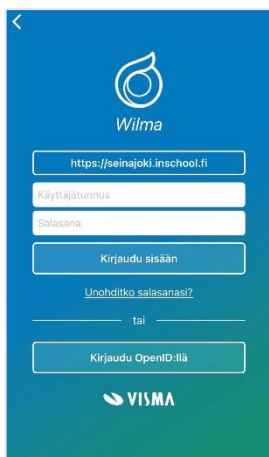 Wilma
https://seinajoki.inschool.fi
Käyttäjätunnus
Salasana
Kirjaudu sisään
Unohditko salasanasi?
tai
Kirjaudu OpenID:llä
VISMA